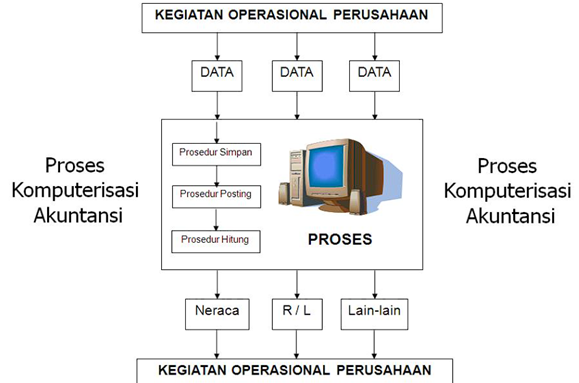 KEGIATAN OPERASIONAL PERUSAHAAN
DATA
DATA
DATA
Proses
Komputerisasi
Akuntansi
Prosedur Simpan
Prosedur Posting
Prosedur Hitung
PROSES
Proses
Komputerisasi
Akuntansi
Neraca
R / L
Lain-lain
KEGIATAN OPERASIONAL PERUSAHAAN